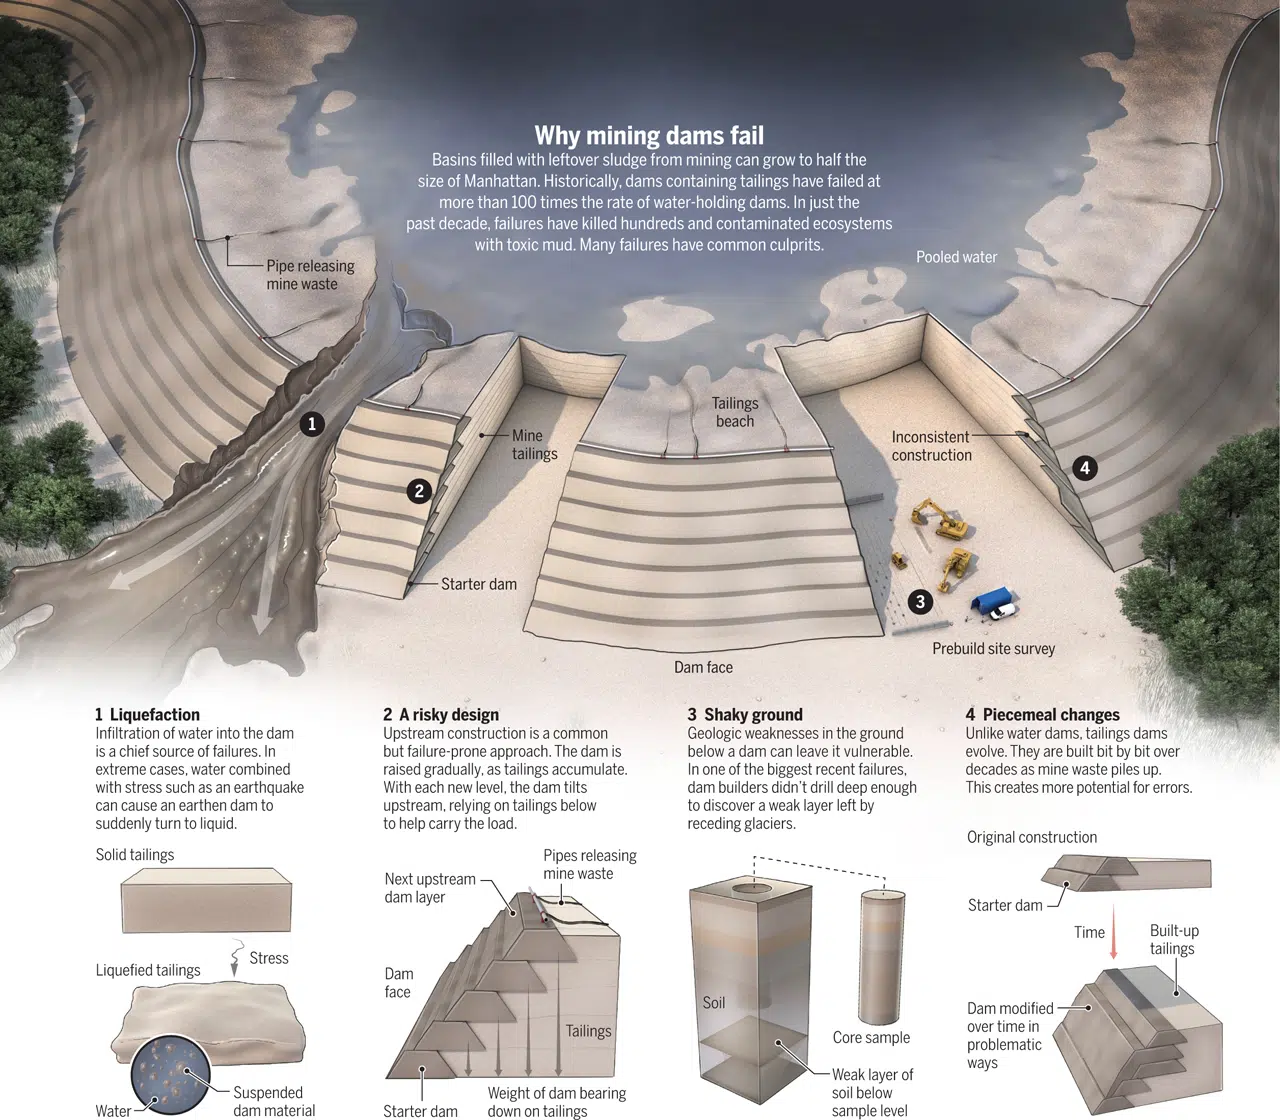 Why mining dams fail
Basins filled with leftover sludge from mining can grow to half the
size of Manhattan. Historically, dams containing tailings have failed at
more than 100 times the rate of water-holding dams. In just the
past decade, failures have killed hundreds and contaminated ecosystems
with toxic mud. Many failures have common culprits.
Pooled water
Pipe releasing
mine waste
Tailings
beach
1
Mine
tailings
Inconsistent
construction
2
4
Starter dam
3
Prebuild site survey
Dam face
1 Liquefaction
Infiltration of water into the dam
is a chief source of failures. In
extreme cases, water combined
with stress such as an earthquake
can cause an earthen dam to
suddenly turn to liquid.
Solid tailings
Stress
Liquefied tailings
Water
Suspended
dam material
2 A risky design
Upstream construction is a common
but failure-prone approach. The dam is
raised gradually, as tailings accumulate.
With each new level, the dam tilts
upstream, relying on tailings below
to help carry the load.
Pipes releasing
mine waste
Next upstream
dam layer
Dam
face
Tailings
Starter dam
Weight of dam bearing
down on tailings
3 Shaky ground
Geologic weaknesses in the ground
below a dam can leave it vulnerable.
In one of the biggest recent failures,
dam builders didn't drill deep enough
to discover a weak layer left by
receding glaciers.
Soil
Core sample
Weak layer of
soil below
sample level
4 Piecemeal changes
Unlike water dams, tailings dams
evolve. They are built bit by bit over
decades as mine waste piles up.
This creates more potential for errors.
Original construction
Starter dam
Time
Built-up
tailings
Dam modified
over time in
problematic
ways